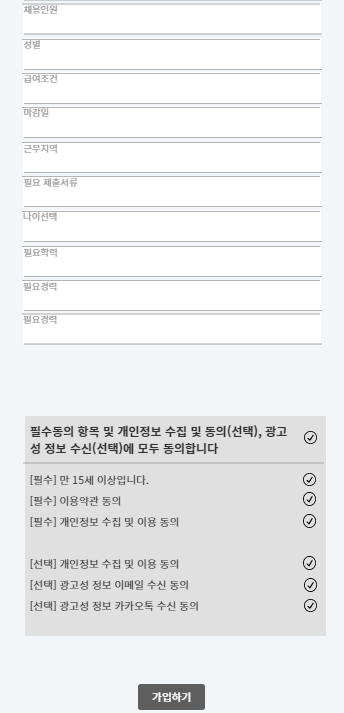 채용인원
성별
급여조건
마감일
근무지역
필요 제출서류
나이선택
필요학력
필요경력
필요경력
필수동의 항목 및 개인정보 수집 및 동의(선택), 광고
성 정보 수신(선택)에 모두 동의합니다
[필수] 만 15세 이상입니다.
[필수] 이용약관 동의
[필수] 개인정보 수집 및 이용 동의
[선택] 개인정보 수집 및 이용 동의
[선택] 광고성 정보 이메일 수신 동의
[선택] 광고성 정보 카카오톡 수신 동의
가입하기